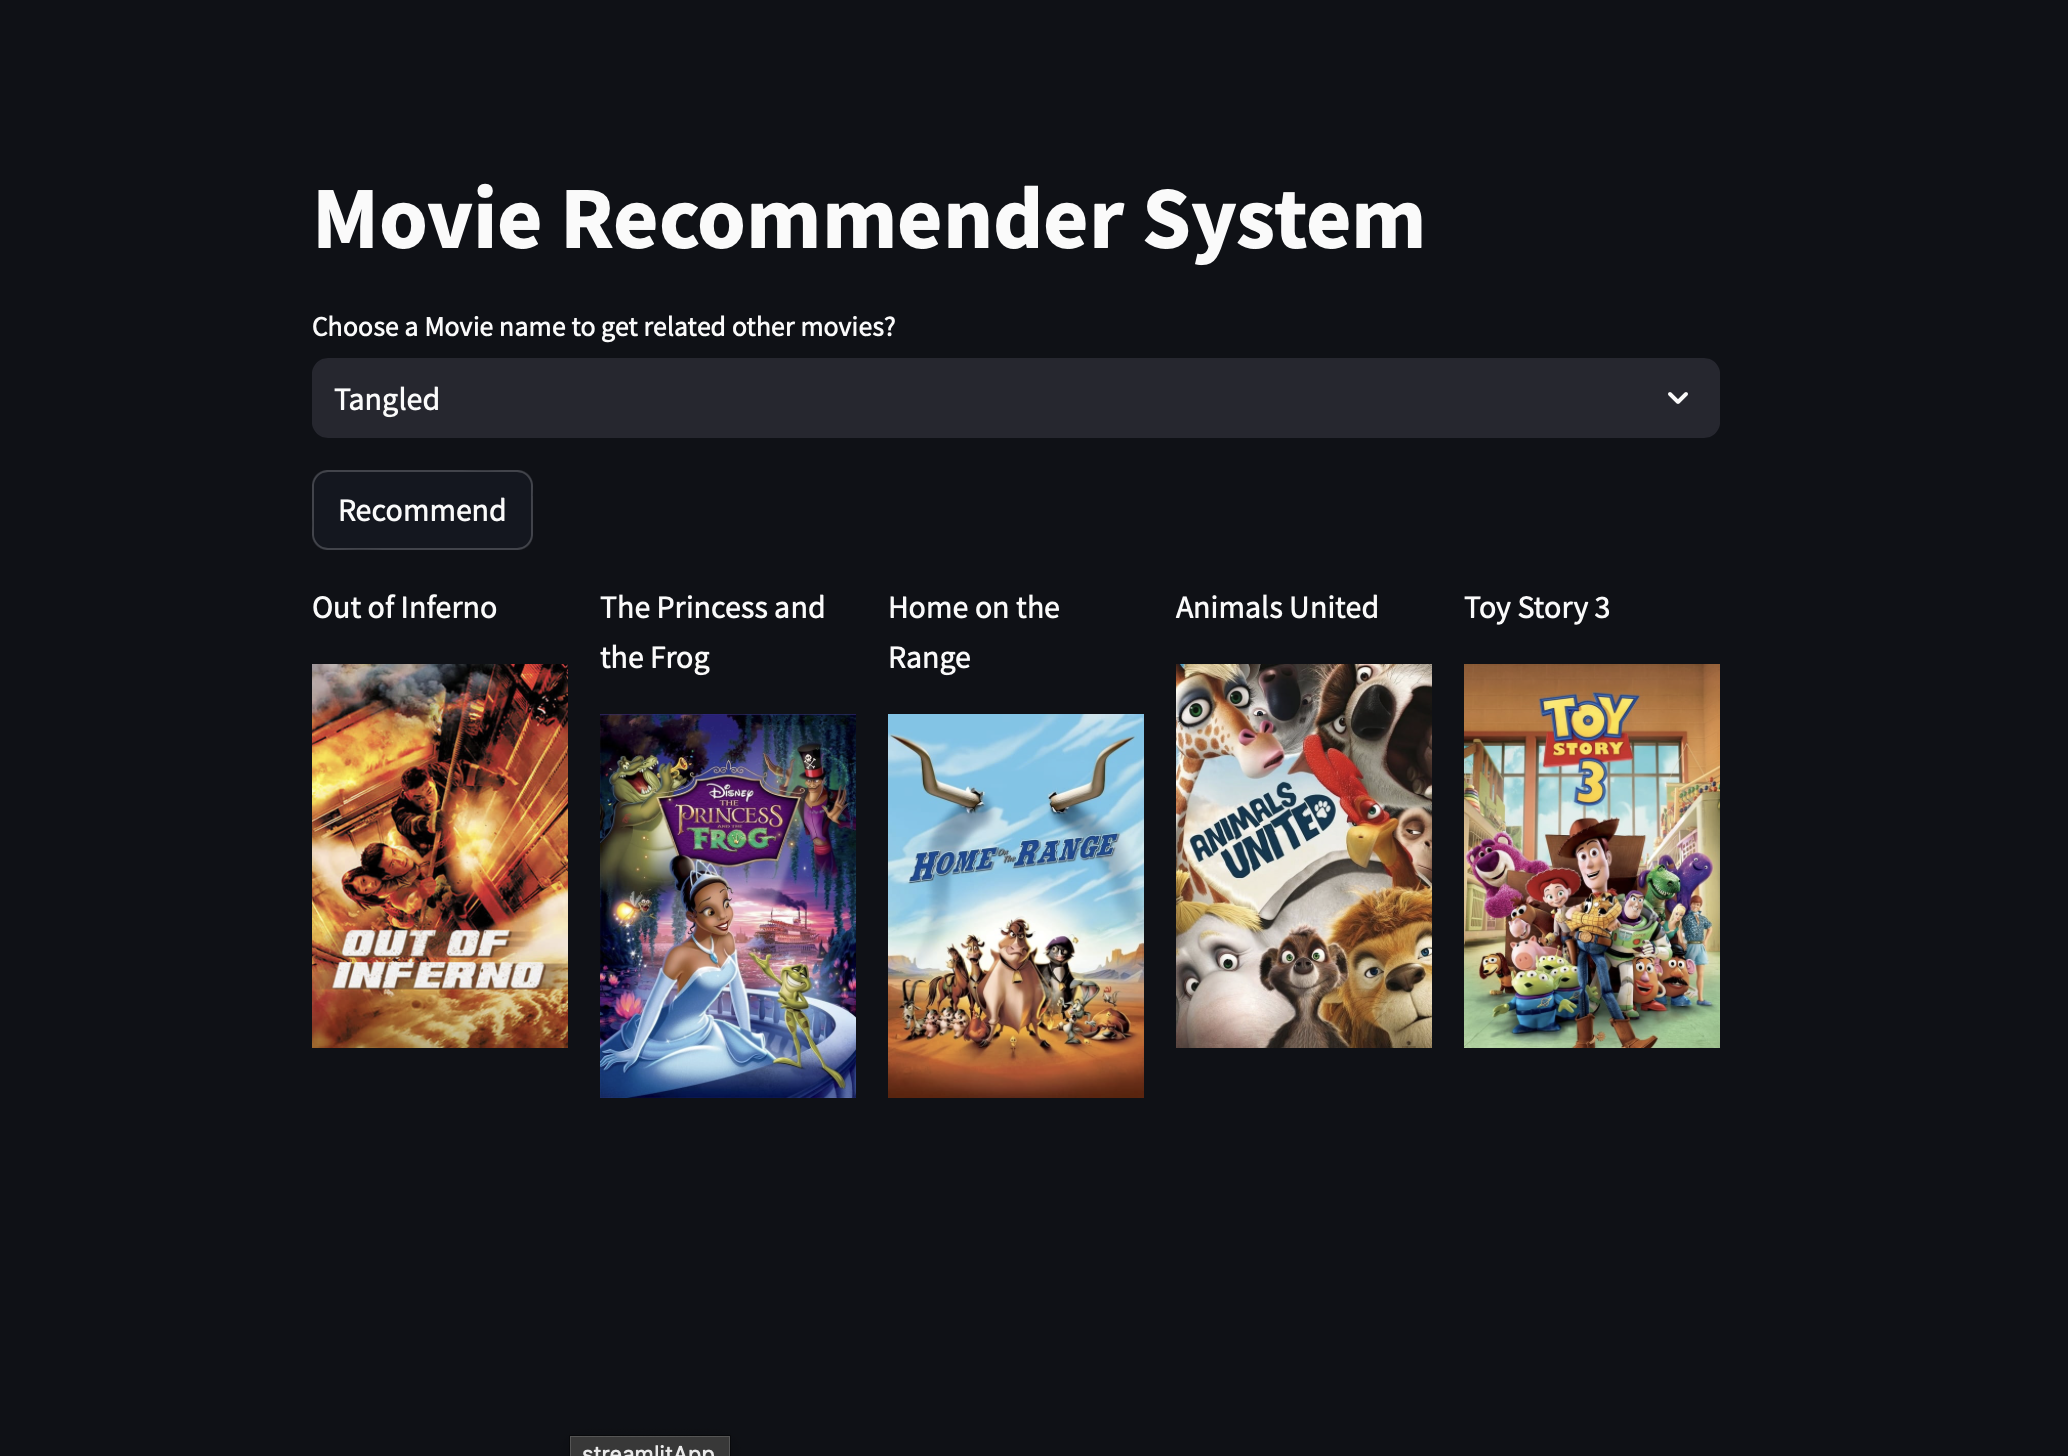 Movie Recommender System
Choose a Movie name to get related other movies?
Tangled
Recommend
Out of Inferno
The Princess and
the Frog
Home on the
Range
Animals United
Toy Story 3
OUT OF
INFERNO
Disney
THE
PRINCESS
AND THE
FROG
HOME On The RANGE
ANIMALS
UNITED
TOY
STORY
3
streamlitApp